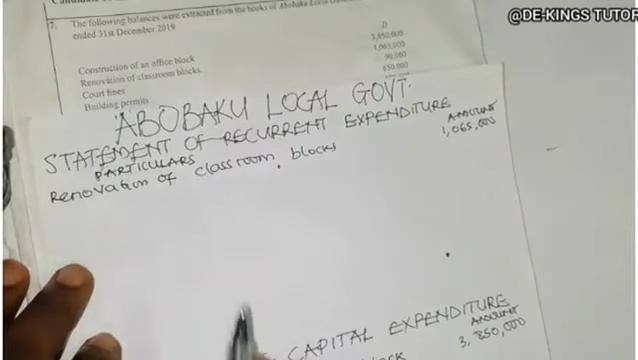 @DE-KINGS TUTOR
7. The following balances were extracted from the books of Abobaku Local
ended 31st December 2019
D
Construction of an office block 3,850,000
Renovation of classroom blocks 1,065,000
Court fines 90,000
Building permits 650,000
ABOBAKU LOCAL GOVT.
STATEMENT OF RECURRENT EXPENDITURE
PARTICULARS AMOUNT
Renovation of classroom blocks 1,065,000
CAPITAL EXPENDITURE
AMOUNT
block 3,850,000